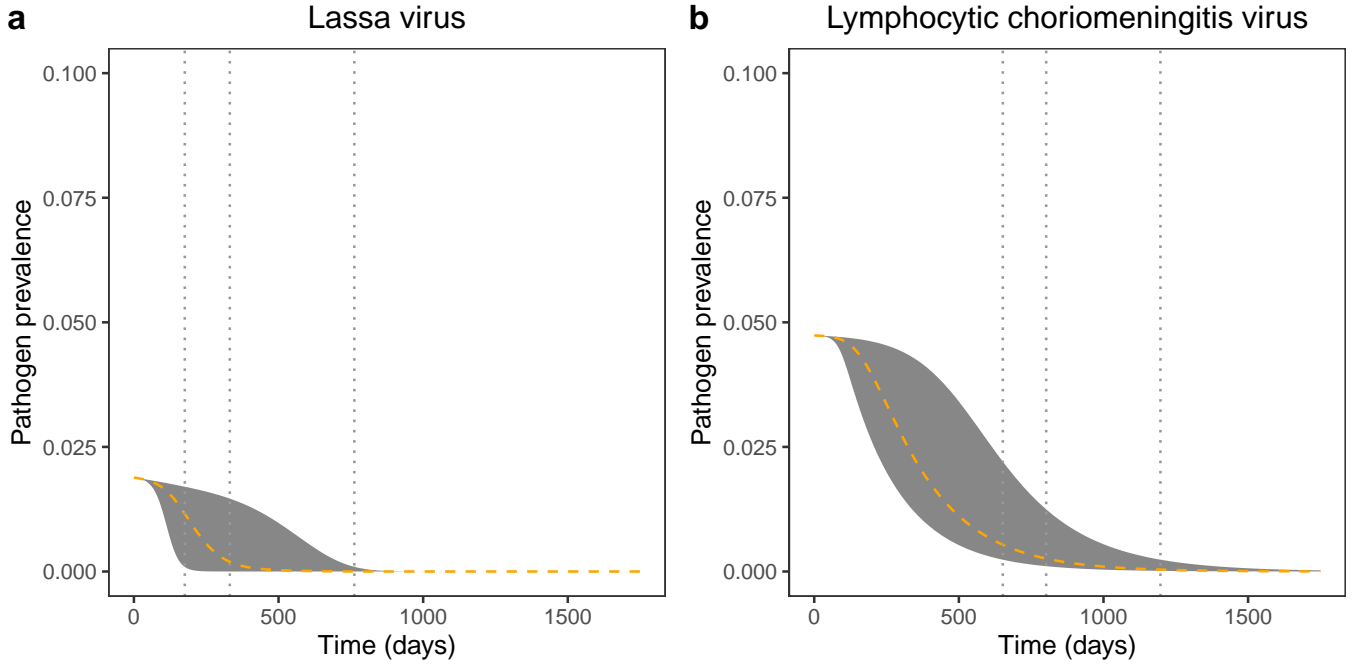 a
Lassa virus
0.100
0.075
0.050
0.025
0.000
Pathogen prevalence
0
500
1000
1500
Time (days)
b
Lymphocytic choriomeningitis virus
0.100
0.075
0.050
0.025
0.000
Pathogen prevalence
0
500
1000
1500
Time (days)